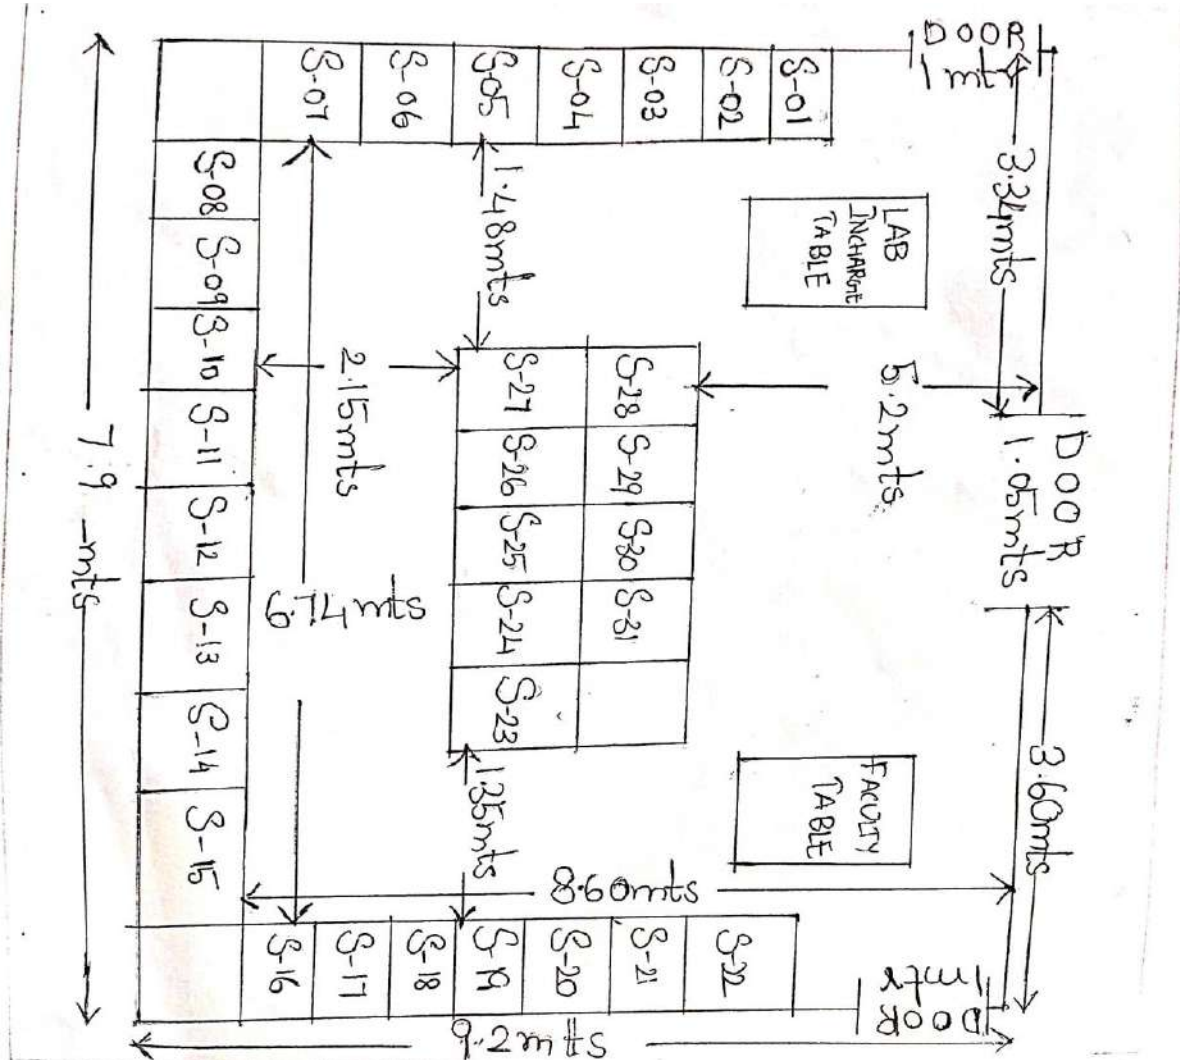 DOOR
1 mtr
S-01
S-02
S-03
S-04
S-05
S-06
S-07
3.34mts
LAB
INCHARGE
TABLE
1.48mts
S-08
S-09
S-10
S-11
S-12
S-13
S-14
S-15
7.9 mts
2.15mts
S-27
S-28
S-26
S-29
S-25
S-30
S-24
S-31
S-23
5.2mts
DOOR
1.05mts
mts
1.35mts
FACULTY
TABLE
3.60mts
8.60mts
S-16
S-17
S-18
S-19
S-20
S-21
S-22
DOOR
1mtr
9.2mts